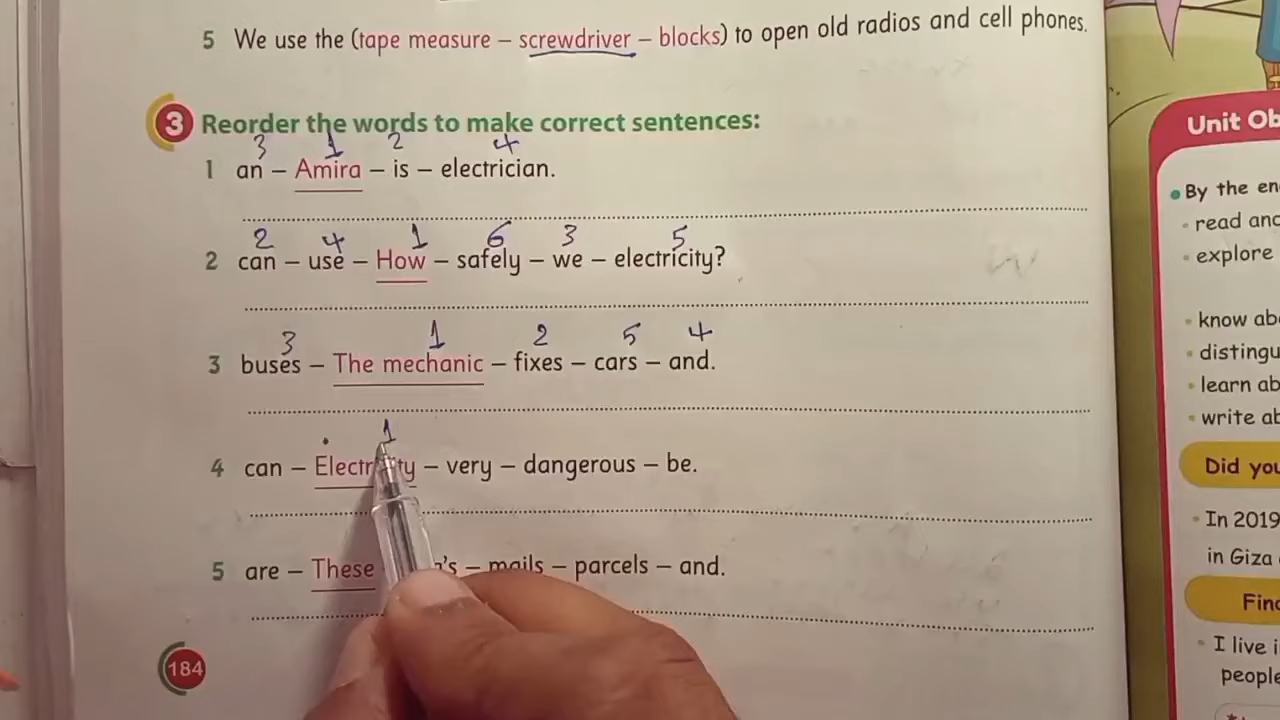 5 We use the (tape measure – screwdriver – blocks) to open old radios and cell phones.
3 Reorder the words to make correct sentences:
3 1 2 4
1 an – Amira – is – electrician.
2 4 1 6 3 5
2 can – use – How – safely – we – electricity?
3 1 2 5 4
3 buses – The mechanic – fixes – cars – and.
1
4 can – Electricity – very – dangerous – be.
5 are – These 's – mails – parcels – and.
184
Unit Ob
By the en
read and
explore
know ab
distingu
learn ab
write ab
Did you
In 2019
in Giza
Find
I live i
people